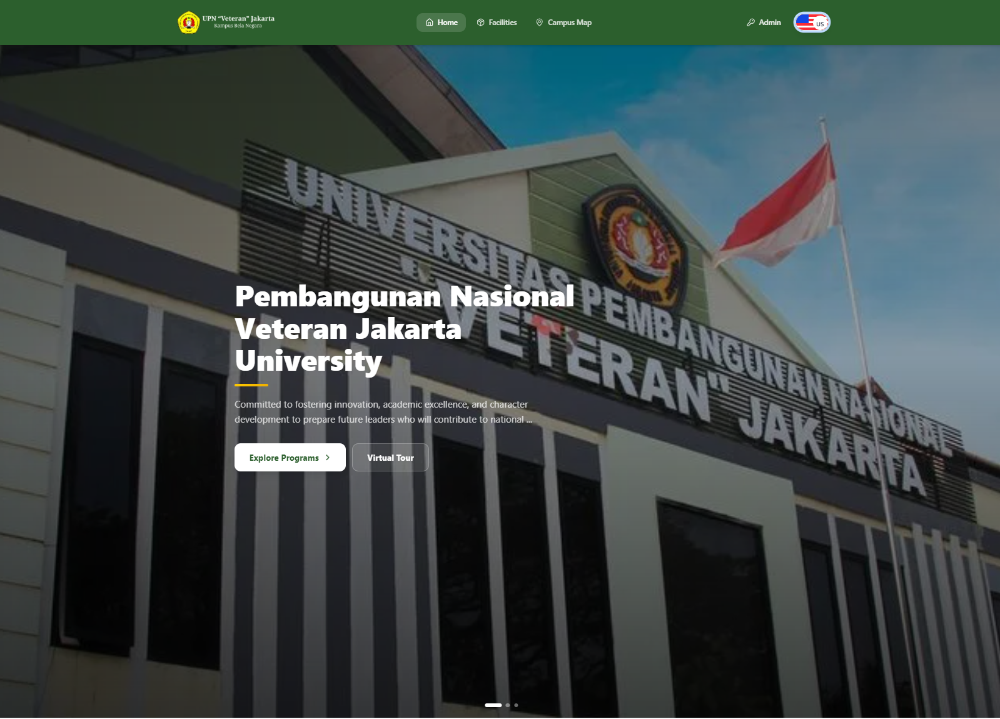 UPN “Veteran” Jakarta
Kampus Bela Negara
Home
Facilities
Campus Map
Admin
US
UNIVERSITAS PEMBANGUNAN NASIONAL
"VETERAN" JAKARTA
Pembangunan Nasional
Veteran Jakarta
University
Committed to fostering innovation, academic excellence, and character
development to prepare future leaders who will contribute to national ...
Explore Programs
Virtual Tour